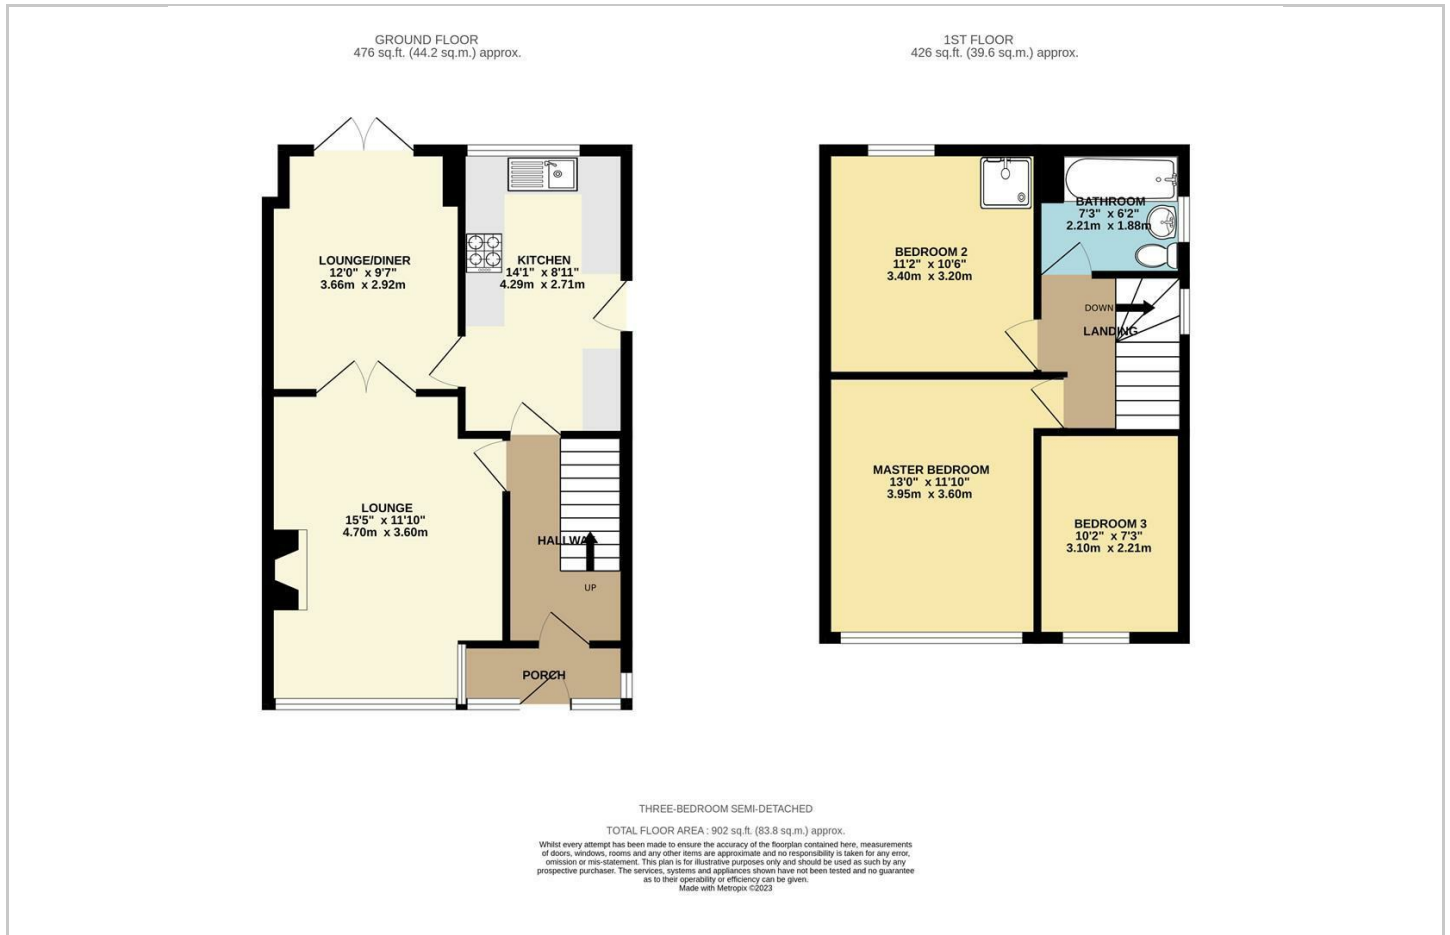 GROUND FLOOR
476 sq.ft. (44.2 sq.m.) approx.
1ST FLOOR
426 sq.ft. (39.6 sq.m.) approx.
LOUNGE/DINER
12'0" x 9'7"
3.66m x 2.92m
KITCHEN
14'1" x 8'11"
4.29m x 2.71m
LOUNGE
15'5" x 11'10"
4.70m x 3.60m
HALLWAY
UP
PORCH
BATHROOM
7'3" x 6'2"
2.21m x 1.88m
BEDROOM 2
11'2" x 10'6"
3.40m x 3.20m
DOWN
LANDING
MASTER BEDROOM
13'0" x 11'10"
3.95m x 3.60m
BEDROOM 3
10'2" x 7'3"
3.10m x 2.21m
THREE-BEDROOM SEMI-DETACHED
TOTAL FLOOR AREA : 902 sq.ft. (83.8 sq.m.) approx.
Whilst every attempt has been made to ensure the accuracy of the floorplan contained here, measurements
of doors, windows, rooms and any other items are approximate and no responsibility is taken for any error,
omission or mis-statement. This plan is for illustrative purposes only and should be used as such by any
prospective purchaser. The services, systems and appliances shown have not been tested and no guarantee
as to their operability or efficiency can be given.
Made with Metropix ©2023